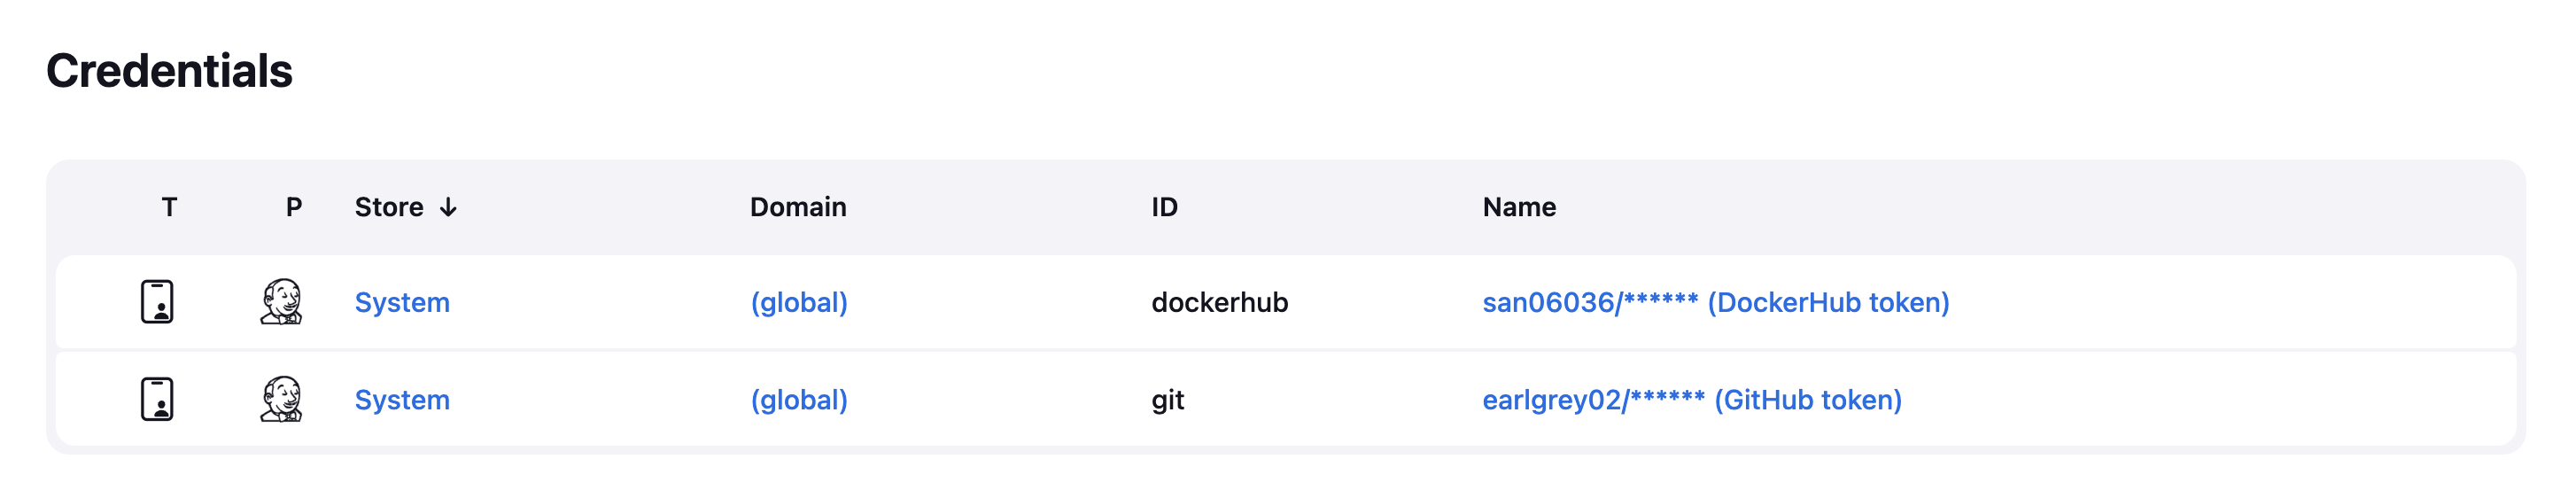 Credentials
T P Store ↓ Domain ID Name
System (global) dockerhub san06036/****** (DockerHub token)
System (global) git earlgrey02/****** (GitHub token)